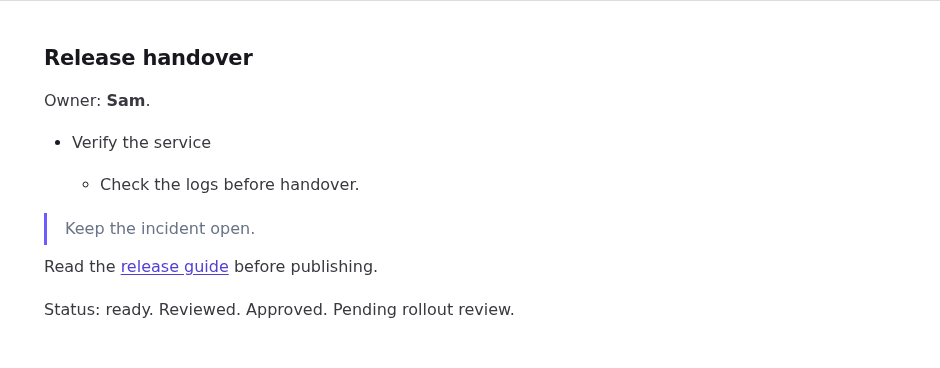 Release handover
Owner: Sam.
Verify the service
Check the logs before handover.
Keep the incident open.
Read the release guide before publishing.
Status: ready. Reviewed. Approved. Pending rollout review.